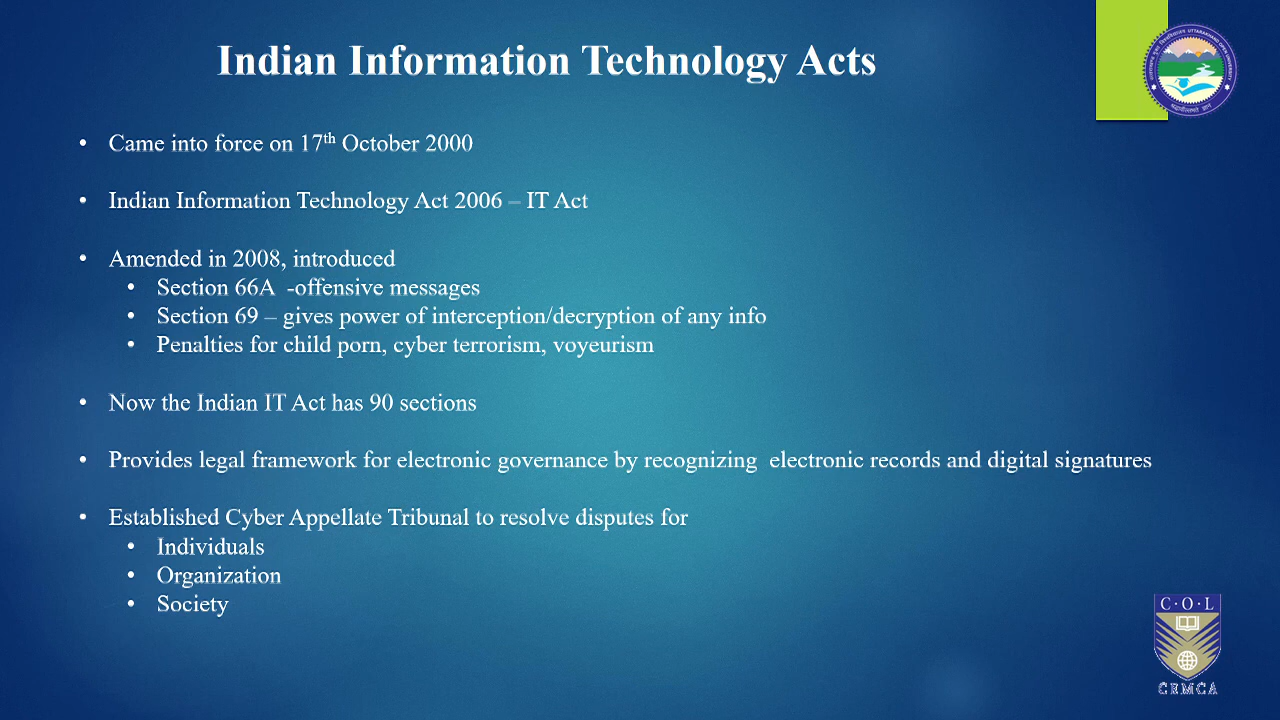 Indian Information Technology Acts
• Came into force on 17th October 2000
• Indian Information Technology Act 2006 – IT Act
• Amended in 2008, introduced
• Section 66A -offensive messages
• Section 69 – gives power of interception/decryption of any info
• Penalties for child porn, cyber terrorism, voyeurism
• Now the Indian IT Act has 90 sections
• Provides legal framework for electronic governance by recognizing electronic records and digital signatures
• Established Cyber Appellate Tribunal to resolve disputes for
• Individuals
• Organization
• Society
C·O·L
CEMCA